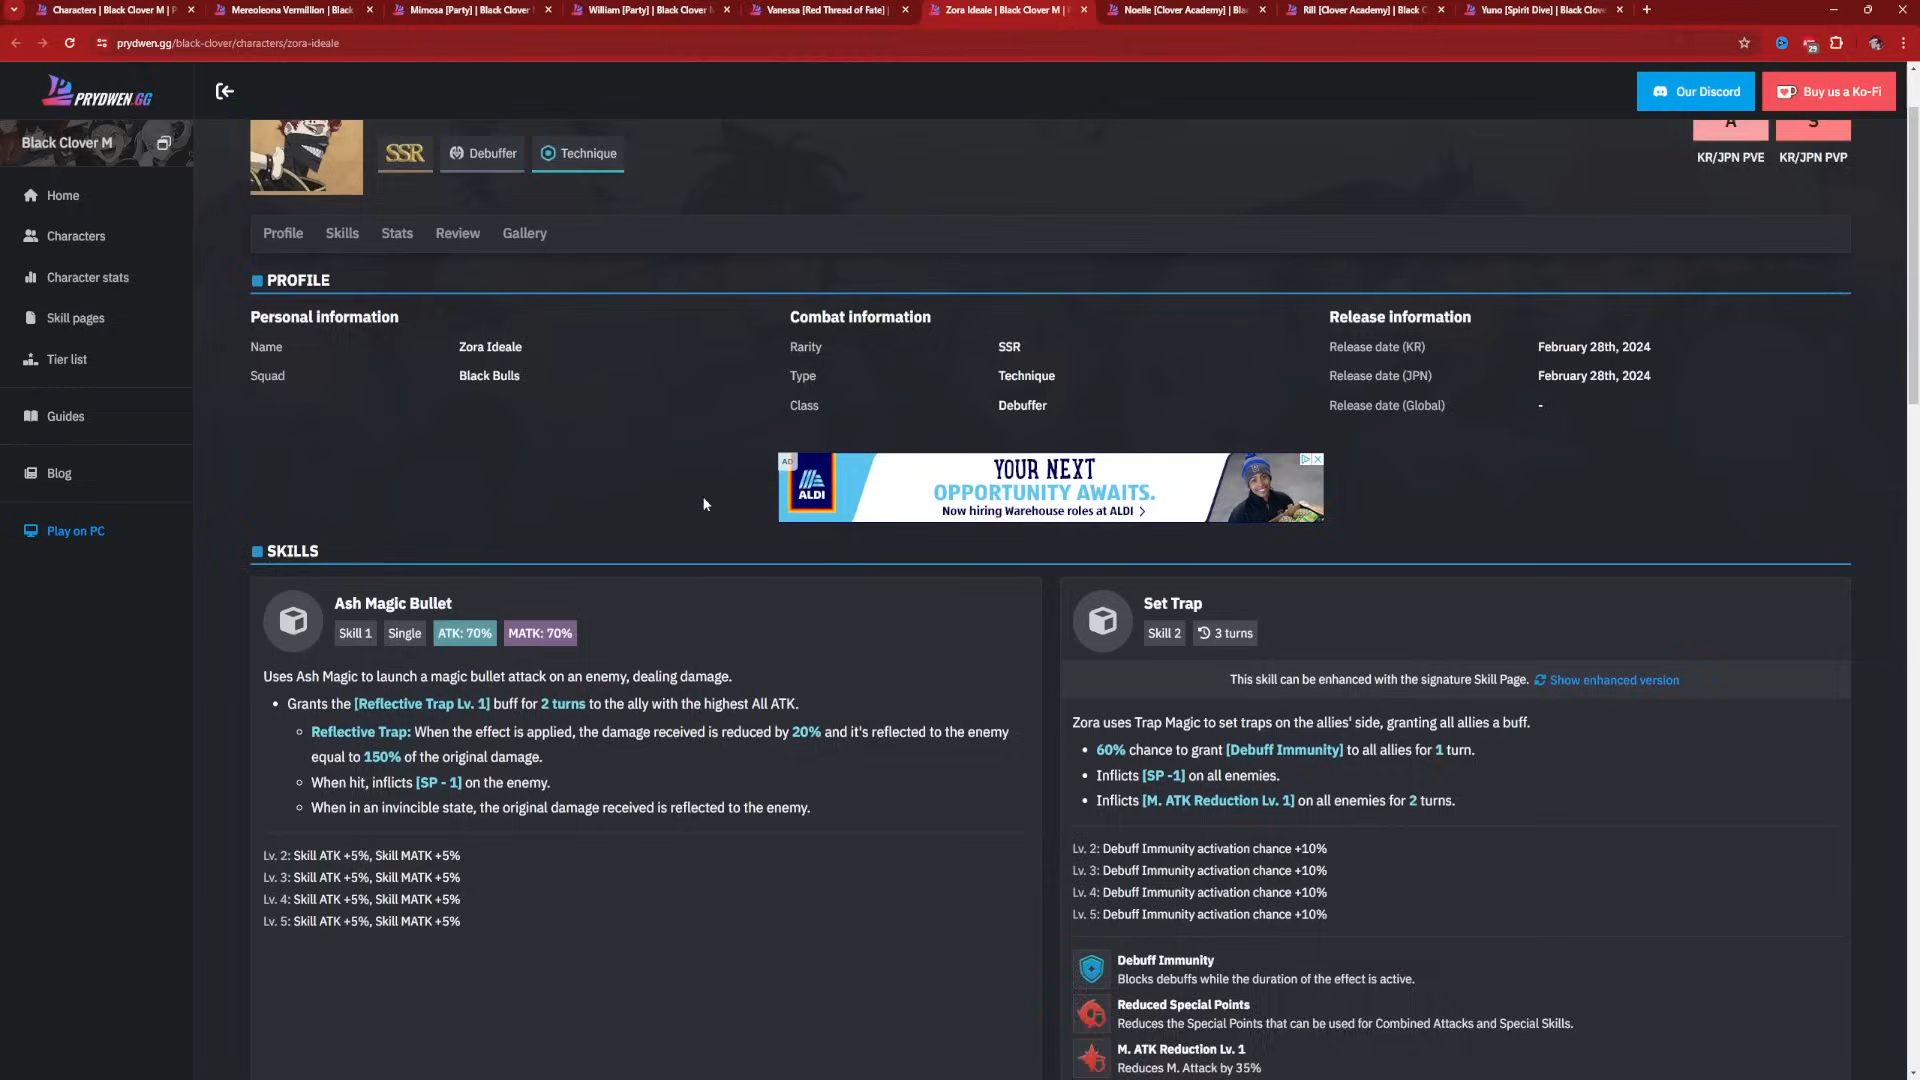 Characters | Black Clover M | P
Mereoleona Vermillion | Black
Mimosa [Party] | Black Clover
William [Party] | Black Clover M
Vanessa [Red Thread of Fate] |
Zora Ideale | Black Clover M |
Noelle [Clover Academy] | Bla
Rill [Clover Academy] | Black C
Yuno [Spirit Dive] | Black Clove
prydwen.gg/black-clover/characters/zora-ideale
29
PRYDWEN.GG
Our Discord
Buy us a Ko-Fi
Black Clover M
Home
Characters
Character stats
Skill pages
Tier list
Guides
Blog
Play on PC
SSR
Debuffer
Technique
A
S
KR/JPN PVE
KR/JPN PVP
Profile
Skills
Stats
Review
Gallery
PROFILE
Personal information
Name
Zora Ideale
Squad
Black Bulls
Combat information
Rarity
SSR
Type
Technique
Class
Debuffer
Release information
Release date (KR)
February 28th, 2024
Release date (JPN)
February 28th, 2024
Release date (Global)
-
AD
ALDI
YOUR NEXT
OPPORTUNITY AWAITS.
Now hiring Warehouse roles at ALDI
SKILLS
Ash Magic Bullet
Skill 1
Single
ATK: 70%
MATK: 70%
Uses Ash Magic to launch a magic bullet attack on an enemy, dealing damage.
Grants the [Reflective Trap Lv. 1] buff for 2 turns to the ally with the highest All ATK.
Reflective Trap: When the effect is applied, the damage received is reduced by 20% and it's reflected to the enemy
equal to 150% of the original damage.
When hit, inflicts [SP - 1] on the enemy.
When in an invincible state, the original damage received is reflected to the enemy.
Lv. 2: Skill ATK +5%, Skill MATK +5%
Lv. 3: Skill ATK +5%, Skill MATK +5%
Lv. 4: Skill ATK +5%, Skill MATK +5%
Lv. 5: Skill ATK +5%, Skill MATK +5%
Set Trap
Skill 2
3 turns
This skill can be enhanced with the signature Skill Page. Show enhanced version
Zora uses Trap Magic to set traps on the allies' side, granting all allies a buff.
60% chance to grant [Debuff Immunity] to all allies for 1 turn.
Inflicts [SP -1] on all enemies.
Inflicts [M. ATK Reduction Lv. 1] on all enemies for 2 turns.
Lv. 2: Debuff Immunity activation chance +10%
Lv. 3: Debuff Immunity activation chance +10%
Lv. 4: Debuff Immunity activation chance +10%
Lv. 5: Debuff Immunity activation chance +10%
Debuff Immunity
Blocks debuffs while the duration of the effect is active.
Reduced Special Points
Reduces the Special Points that can be used for Combined Attacks and Special Skills.
M. ATK Reduction Lv. 1
Reduces M. Attack by 35%